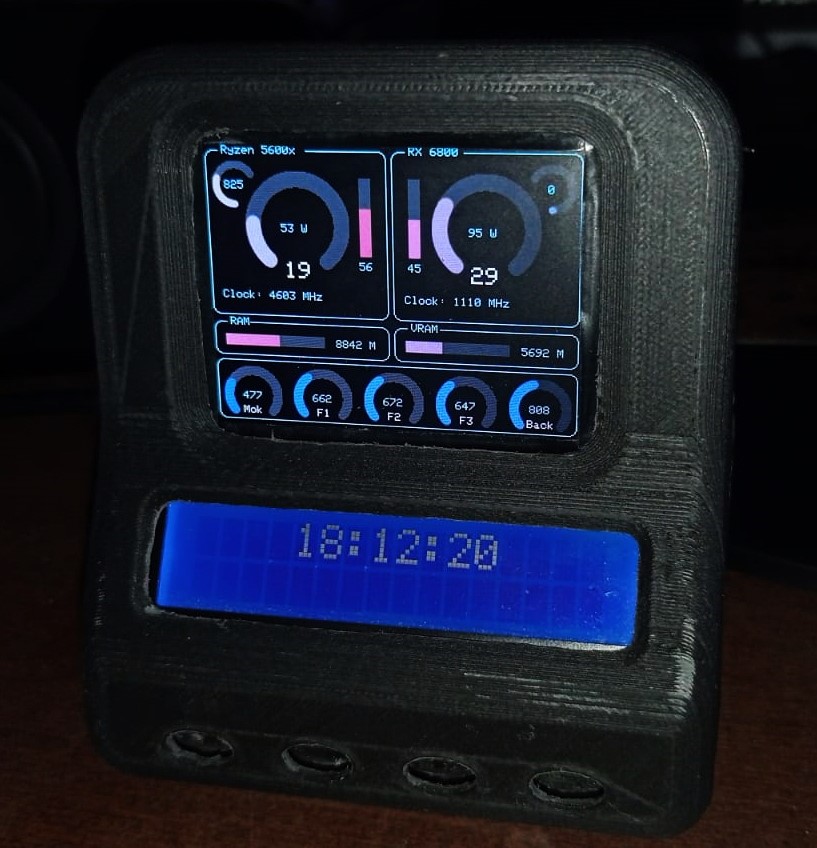 Ryzen 5600x
825
53 W
56
19
Clock: 4603 MHz
RX 6800
0
95 W
45
29
Clock: 1110 MHz
RAM
8842 M
VRAM
5692 M
477
Mok
662
F1
672
F2
647
F3
808
Back
18:12:20